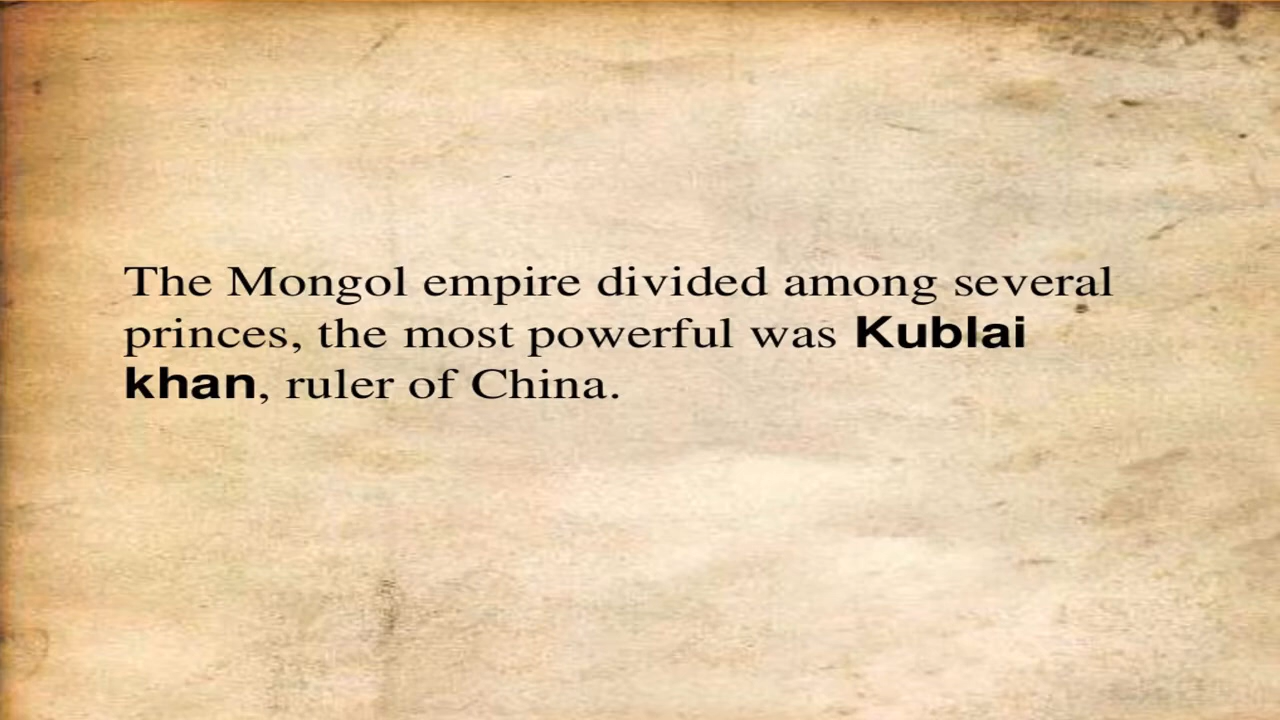 The Mongol empire divided among several
princes, the most powerful was Kublai
khan, ruler of China.